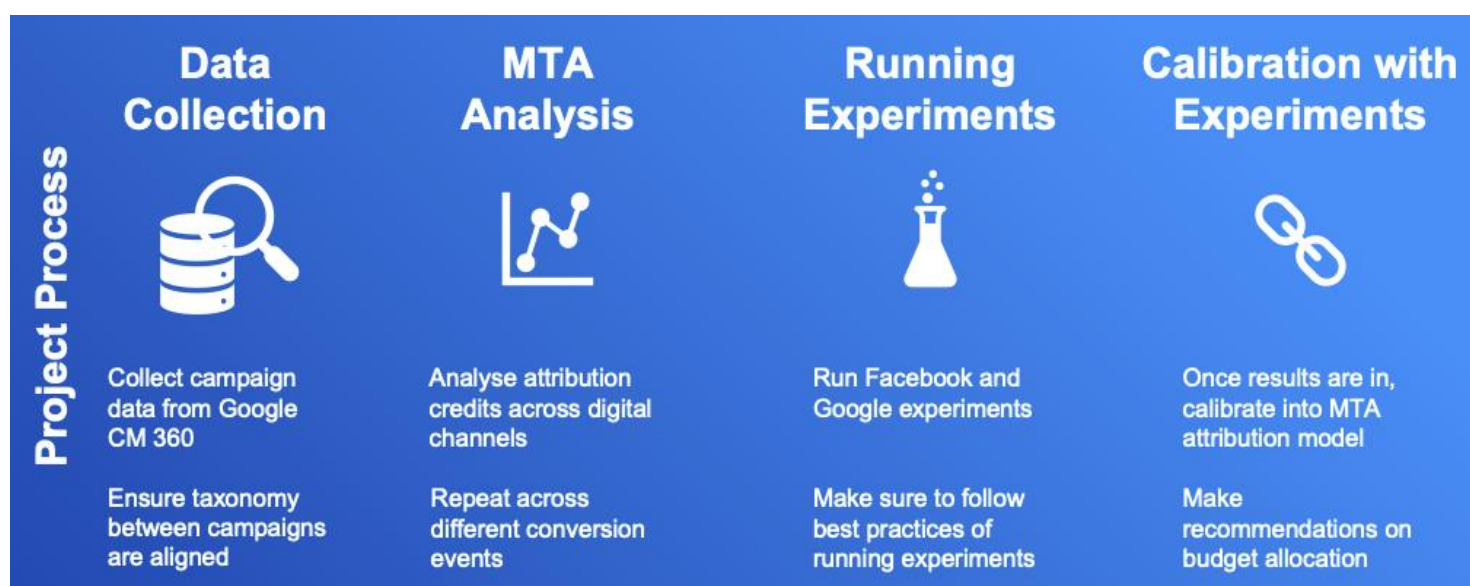 Project Process
Data
Collection
Collect campaign
data from Google
CM 360
Ensure taxonomy
between campaigns
are aligned
MTA
Analysis
Analyse attribution
credits across digital
channels
Repeat across
different conversion
events
Running
Experiments
Run Facebook and
Google experiments
Make sure to follow
best practices of
running experiments
Calibration with
Experiments
Once results are in,
calibrate into MTA
attribution model
Make
recommendations on
budget allocation